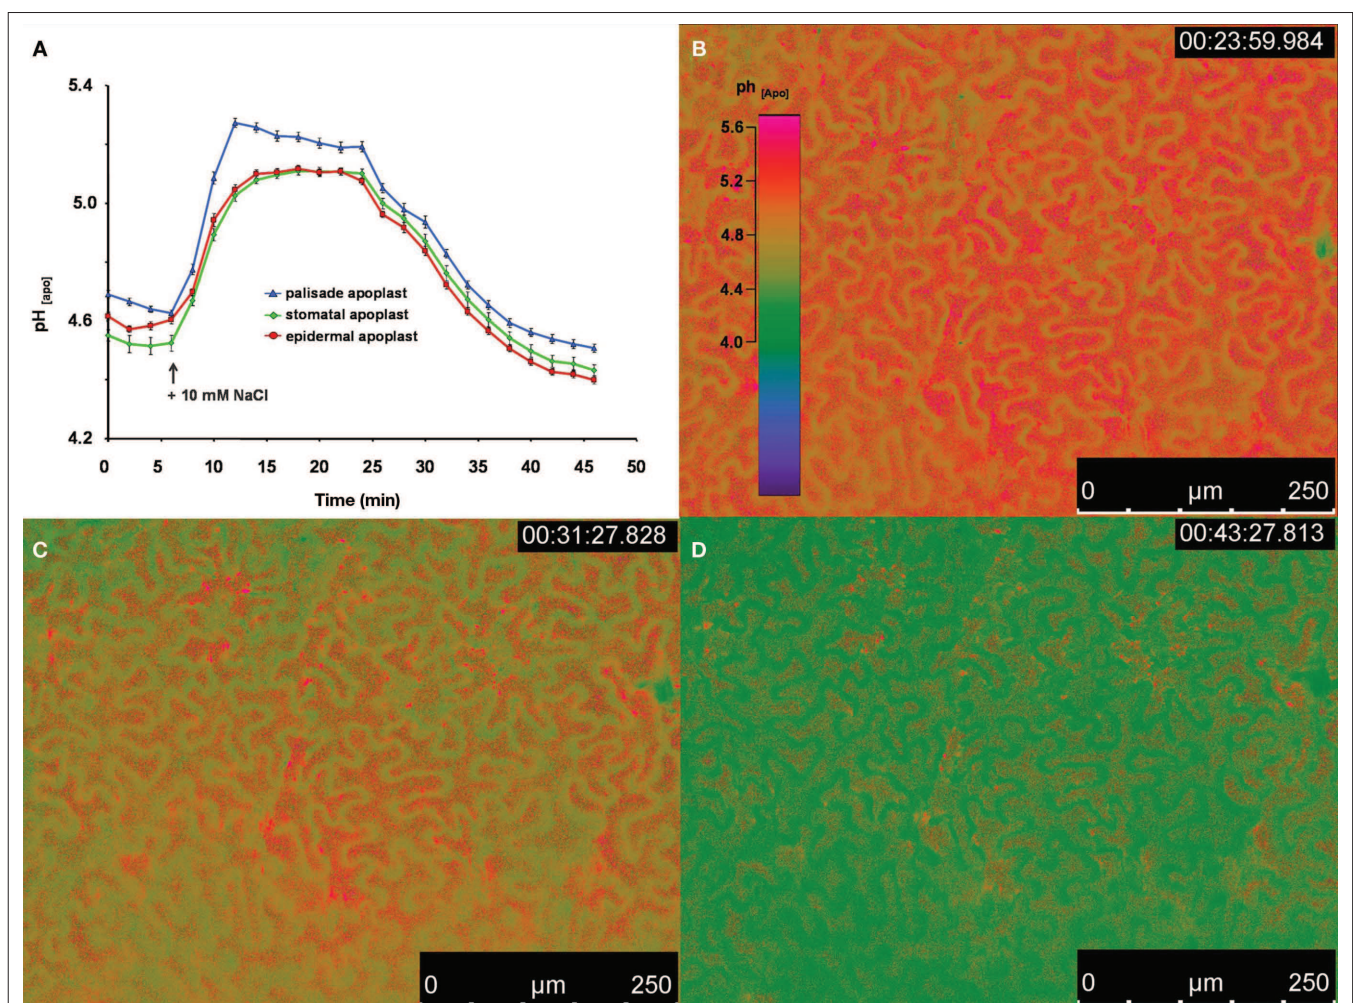 A
5.4
5.0
4.6
4.2
pH [apo]
palisade apoplast
stomatal apoplast
epidermal apoplast
+ 10 mM NaCl
0 5 10 15 20 25 30 35 40 45 50
Time (min)
B
00:23:59.984
ph [Apo]
5.6
5.2
4.8
4.4
4.0
0 µm 250
C
00:31:27.828
0 µm 250
D
00:43:27.813
0 µm 250